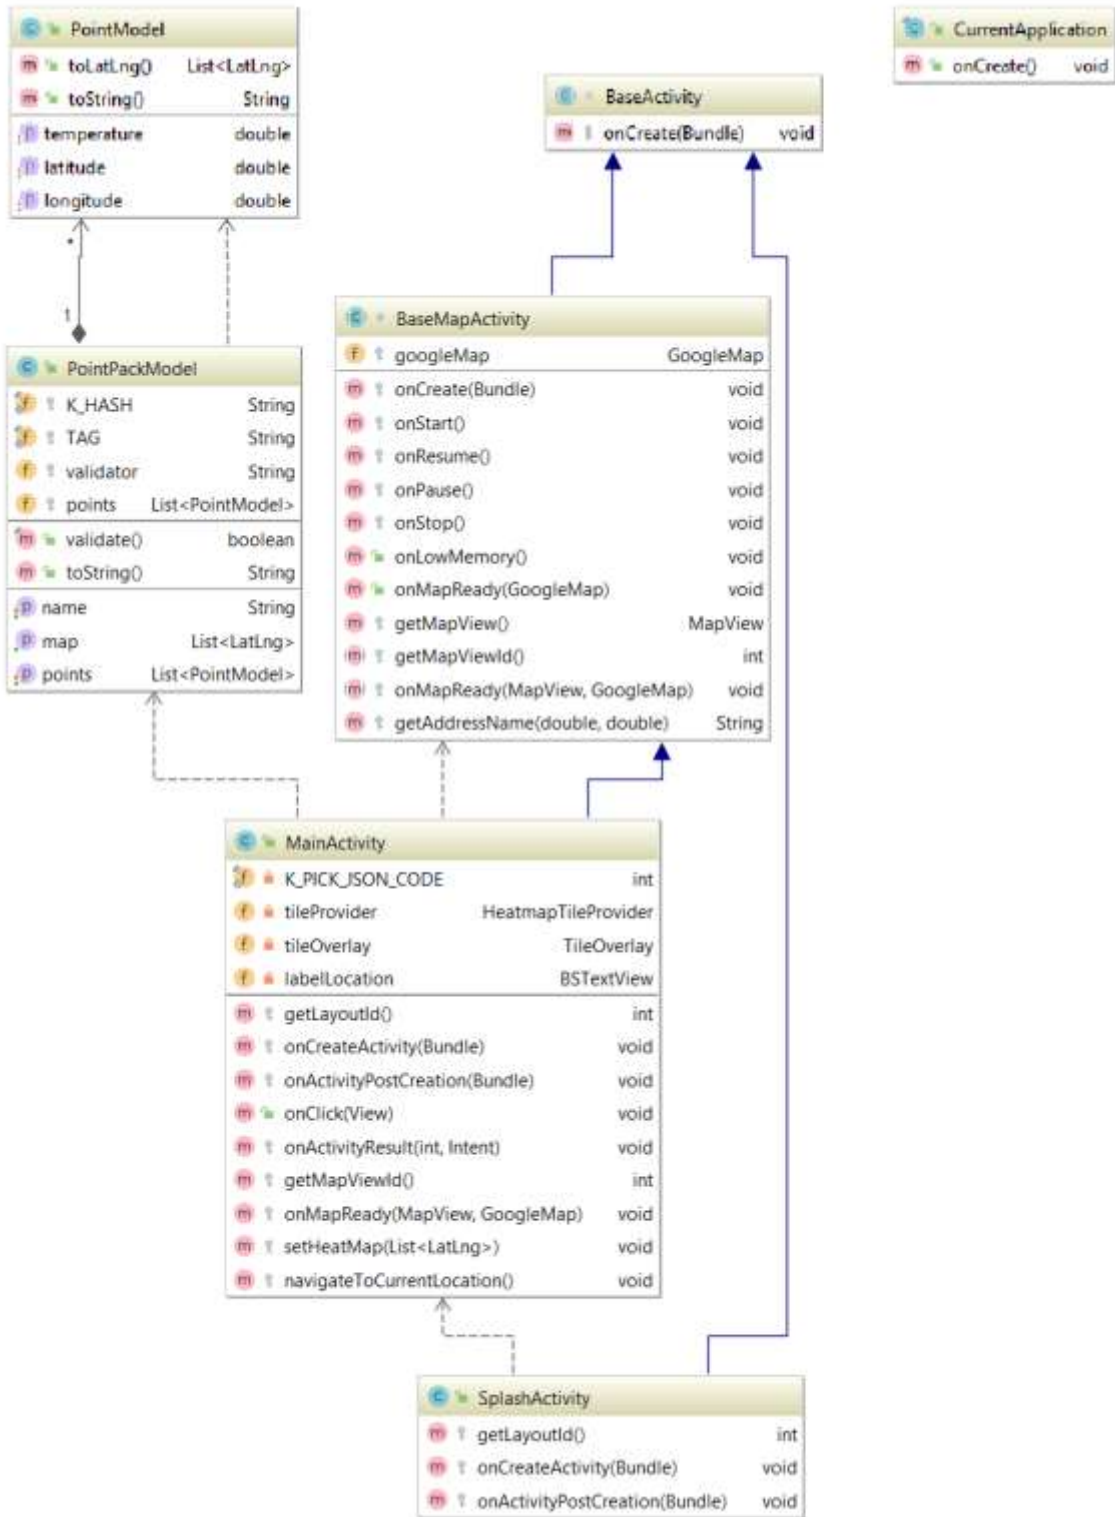 PointModel
toLatLng() List<LatLng>
toString() String
temperature double
latitude double
longitude double
CurrentApplication
onCreate() void
BaseActivity
onCreate(Bundle) void
*
1
PointPackModel
K_HASH String
TAG String
validator String
points List<PointModel>
validate() boolean
toString() String
name String
map List<LatLng>
points List<PointModel>
BaseMapActivity
googleMap GoogleMap
onCreate(Bundle) void
onStart() void
onResume() void
onPause() void
onStop() void
onLowMemory() void
onMapReady(GoogleMap) void
getMapView() MapView
getMapViewId() int
onMapReady(MapView, GoogleMap) void
getAddressName(double, double) String
MainActivity
K_PICK_JSON_CODE int
tileProvider HeatmapTileProvider
tileOverlay TileOverlay
labelLocation BSTextView
getLayoutId() int
onCreateActivity(Bundle) void
onActivityPostCreation(Bundle) void
onClick(View) void
onActivityResult(int, Intent) void
getMapViewId() int
onMapReady(MapView, GoogleMap) void
setHeatMap(List<LatLng>) void
navigateToCurrentLocation() void
SplashActivity
getLayoutId() int
onCreateActivity(Bundle) void
onActivityPostCreation(Bundle) void